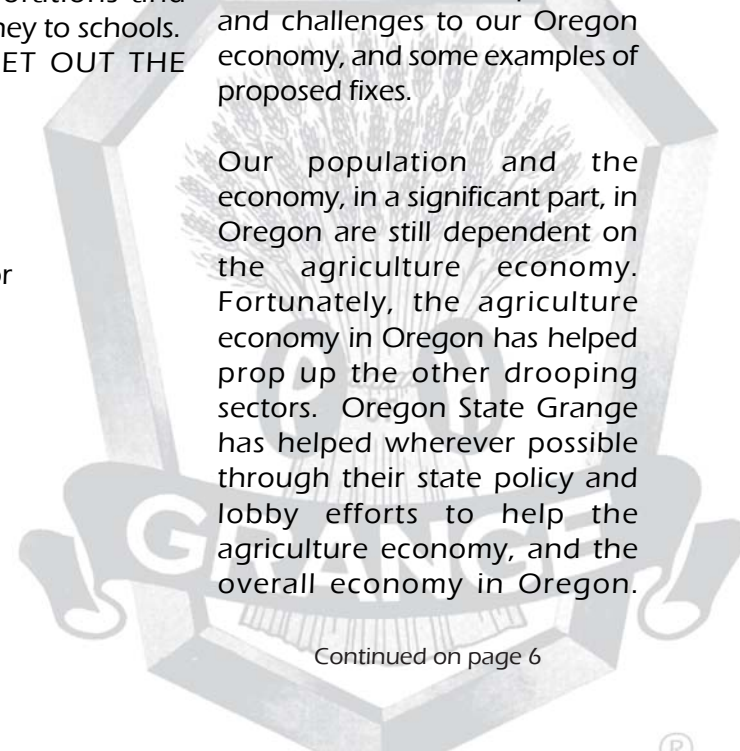 ney to schools.
ET OUT THE
or
and challenges to our Oregon
economy, and some examples of
proposed fixes.
Our population and the
economy, in a significant part, in
Oregon are still dependent on
the agriculture economy.
Fortunately, the agriculture
economy in Oregon has helped
prop up the other drooping
sectors. Oregon State Grange
has helped wherever possible
through their state policy and
lobby efforts to help the
agriculture economy, and the
overall economy in Oregon.
Continued on page 6
GRANGE
®